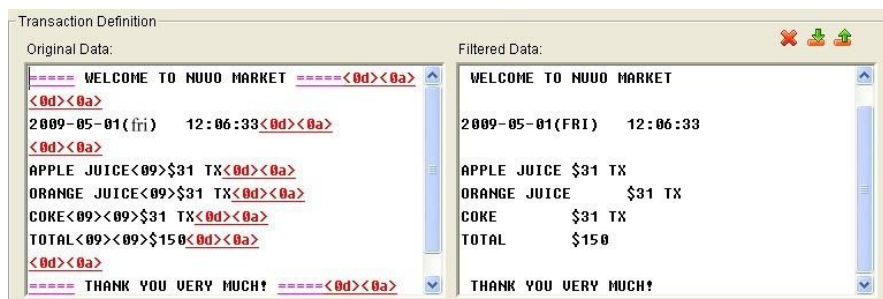 Transaction Definition
Original Data:
===== WELCOME TO NUUO MARKET =====<0d><0a>
<0d><0a>
2009-05-01(fri) 12:06:33<0d><0a>
<0d><0a>
APPLE JUICE<09>$31 TX<0d><0a>
ORANGE JUICE<09>$31 TX<0d><0a>
COKE<09><09>$31 TX<0d><0a>
TOTAL<09><09>$150<0d><0a>
<0d><0a>
===== THANK YOU VERY MUCH! =====<0d><0a>
Filtered Data:
WELCOME TO NUUO MARKET
2009-05-01(FRI) 12:06:33
APPLE JUICE $31 TX
ORANGE JUICE $31 TX
COKE $31 TX
TOTAL $150
THANK YOU VERY MUCH!